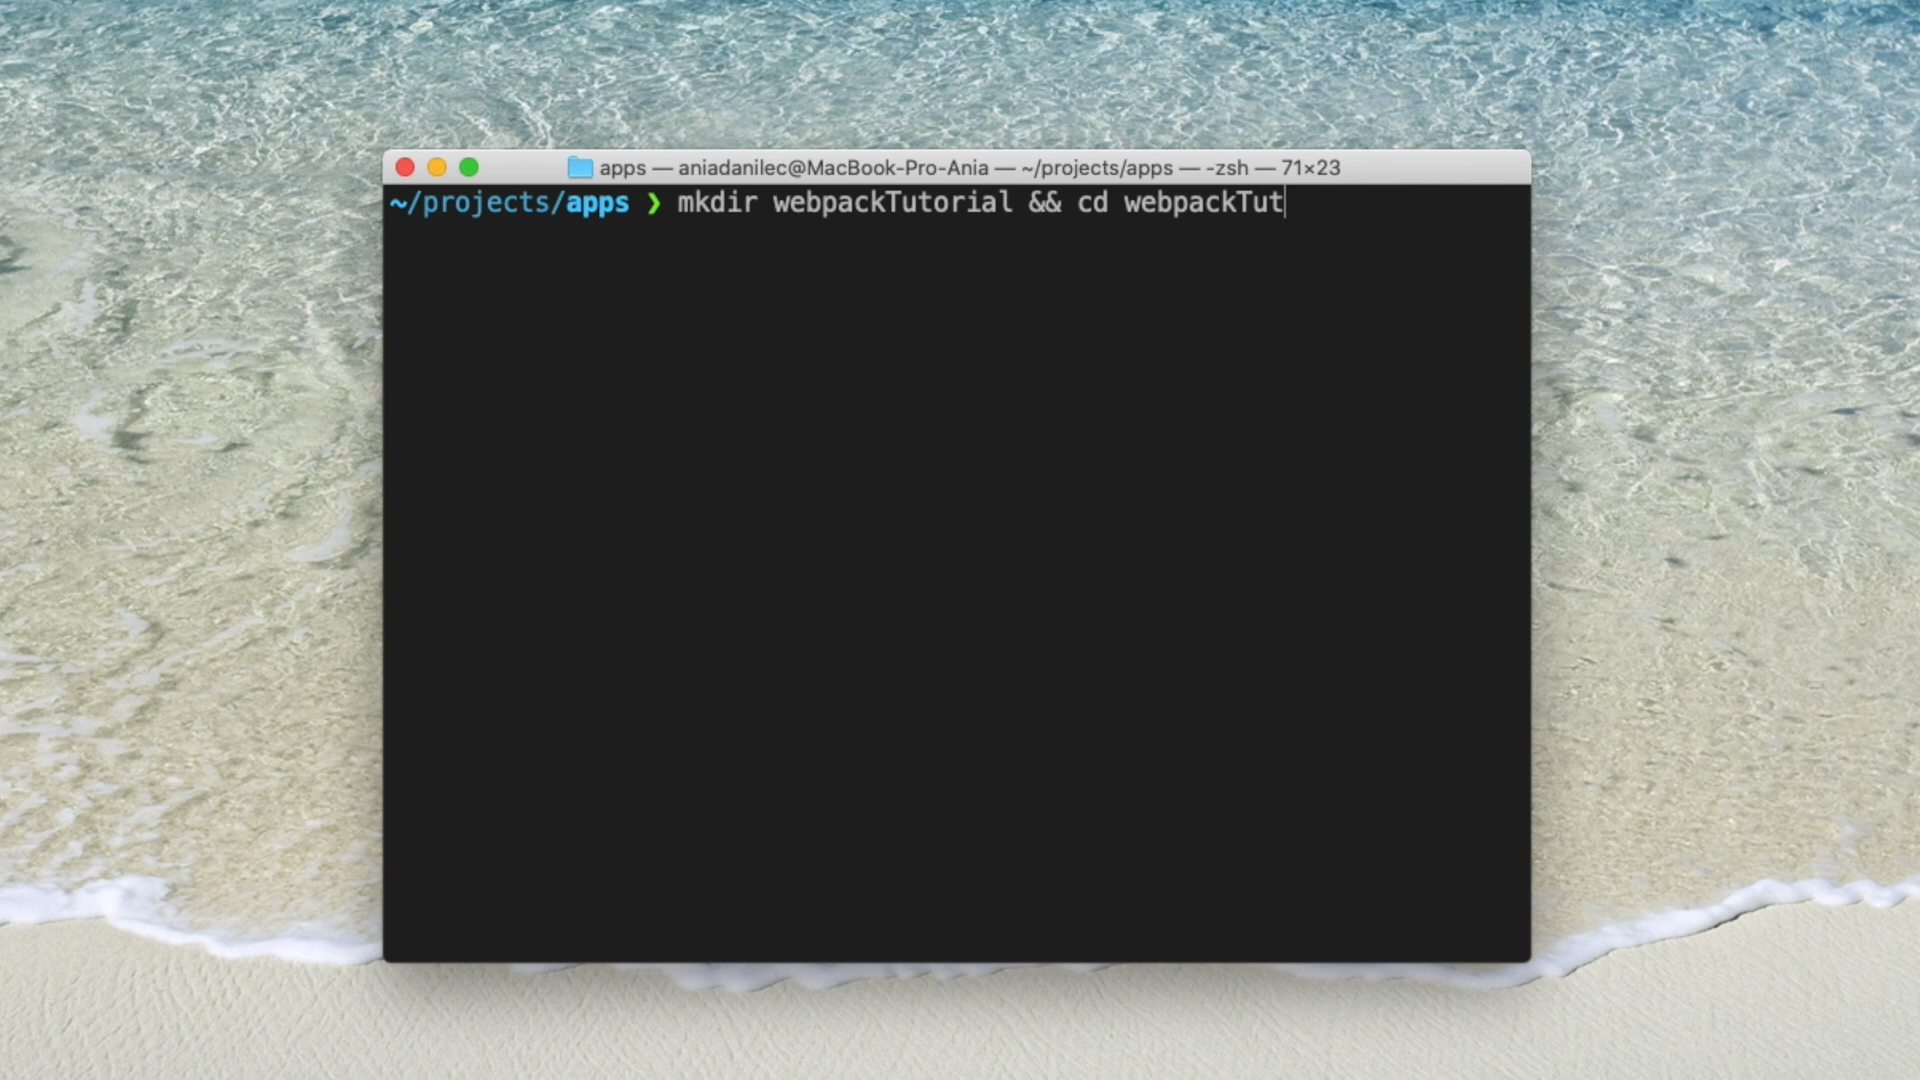 apps — aniadanilec@MacBook-Pro-Ania — ~/projects/apps — -zsh — 71×23
~/projects/apps ❯ mkdir webpackTutorial && cd webpackTut